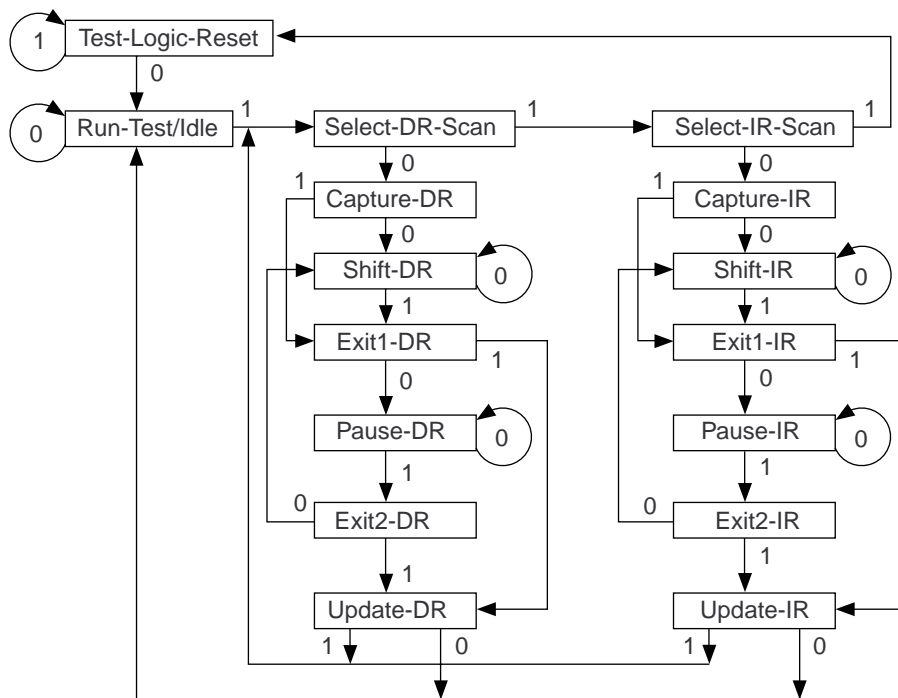 1 Test-Logic-Reset
0
0 Run-Test/Idle 1 Select-DR-Scan 1 Select-IR-Scan 1
0 0
1 Capture-DR 1 Capture-IR
0 0
Shift-DR 0 Shift-IR 0
1 1
Exit1-DR 1 Exit1-IR 1
0 0
Pause-DR 0 Pause-IR 0
1 1
0 Exit2-DR 0 Exit2-IR
1 1
Update-DR Update-IR
1 0 1 0